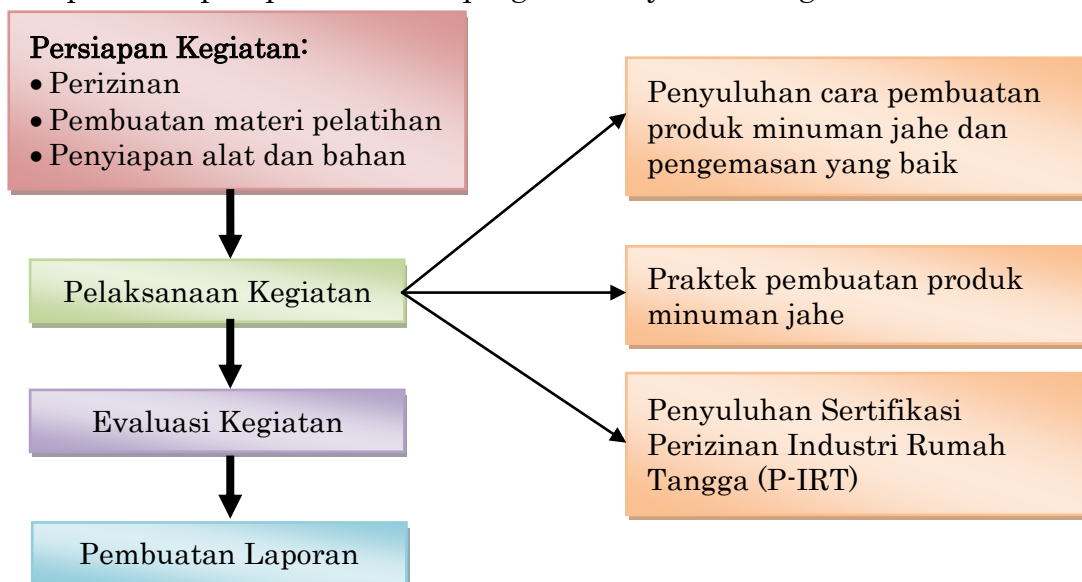 Persiapan Kegiatan:
• Perizinan
• Pembuatan materi pelatihan
• Penyiapan alat dan bahan
Pelaksanaan Kegiatan
Evaluasi Kegiatan
Pembuatan Laporan
Penyuluhan cara pembuatan
produk minuman jahe dan
pengemasan yang baik
Praktek pembuatan produk
minuman jahe
Penyuluhan Sertifikasi
Perizinan Industri Rumah
Tangga (P-IRT)